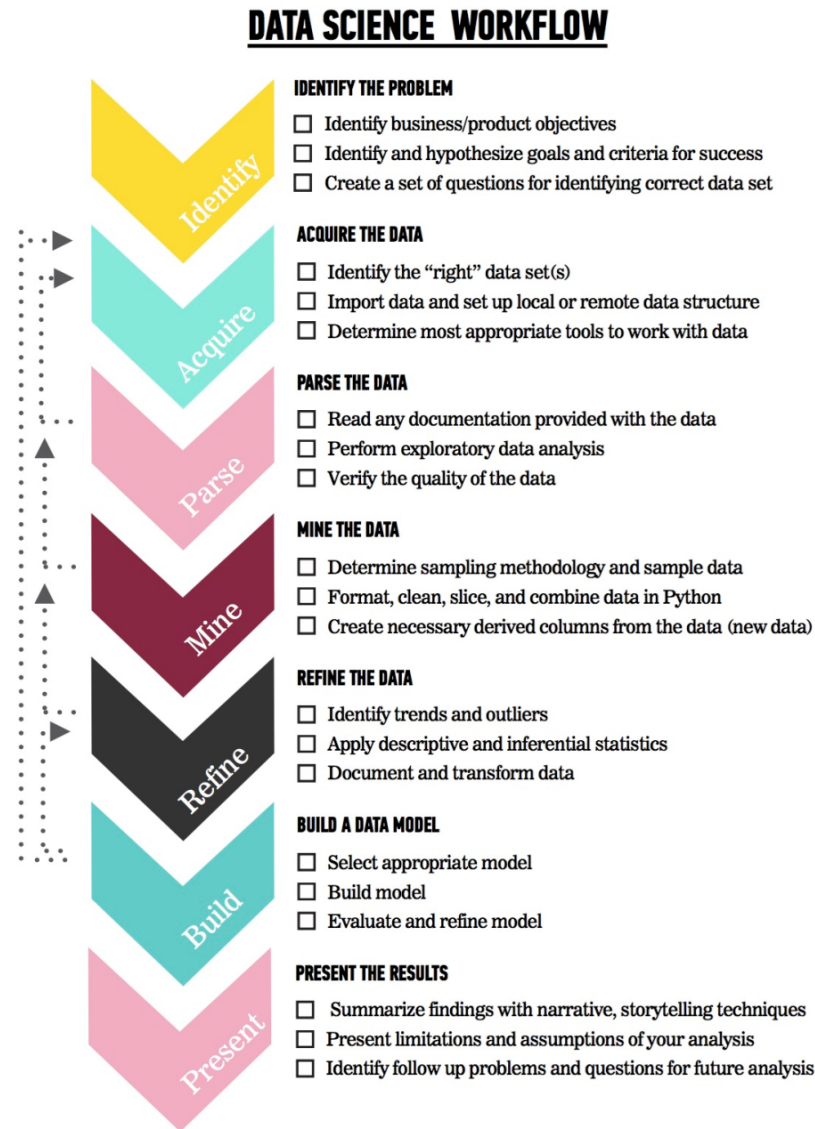 DATA SCIENCE WORKFLOW
Identify
IDENTIFY THE PROBLEM
Identify business/product objectives
Identify and hypothesize goals and criteria for success
Create a set of questions for identifying correct data set
Acquire
ACQUIRE THE DATA
Identify the “right” data set(s)
Import data and set up local or remote data structure
Determine most appropriate tools to work with data
Parse
PARSE THE DATA
Read any documentation provided with the data
Perform exploratory data analysis
Verify the quality of the data
Mine
MINE THE DATA
Determine sampling methodology and sample data
Format, clean, slice, and combine data in Python
Create necessary derived columns from the data (new data)
Refine
REFINE THE DATA
Identify trends and outliers
Apply descriptive and inferential statistics
Document and transform data
Build
BUILD A DATA MODEL
Select appropriate model
Build model
Evaluate and refine model
Present
PRESENT THE RESULTS
Summarize findings with narrative, storytelling techniques
Present limitations and assumptions of your analysis
Identify follow up problems and questions for future analysis